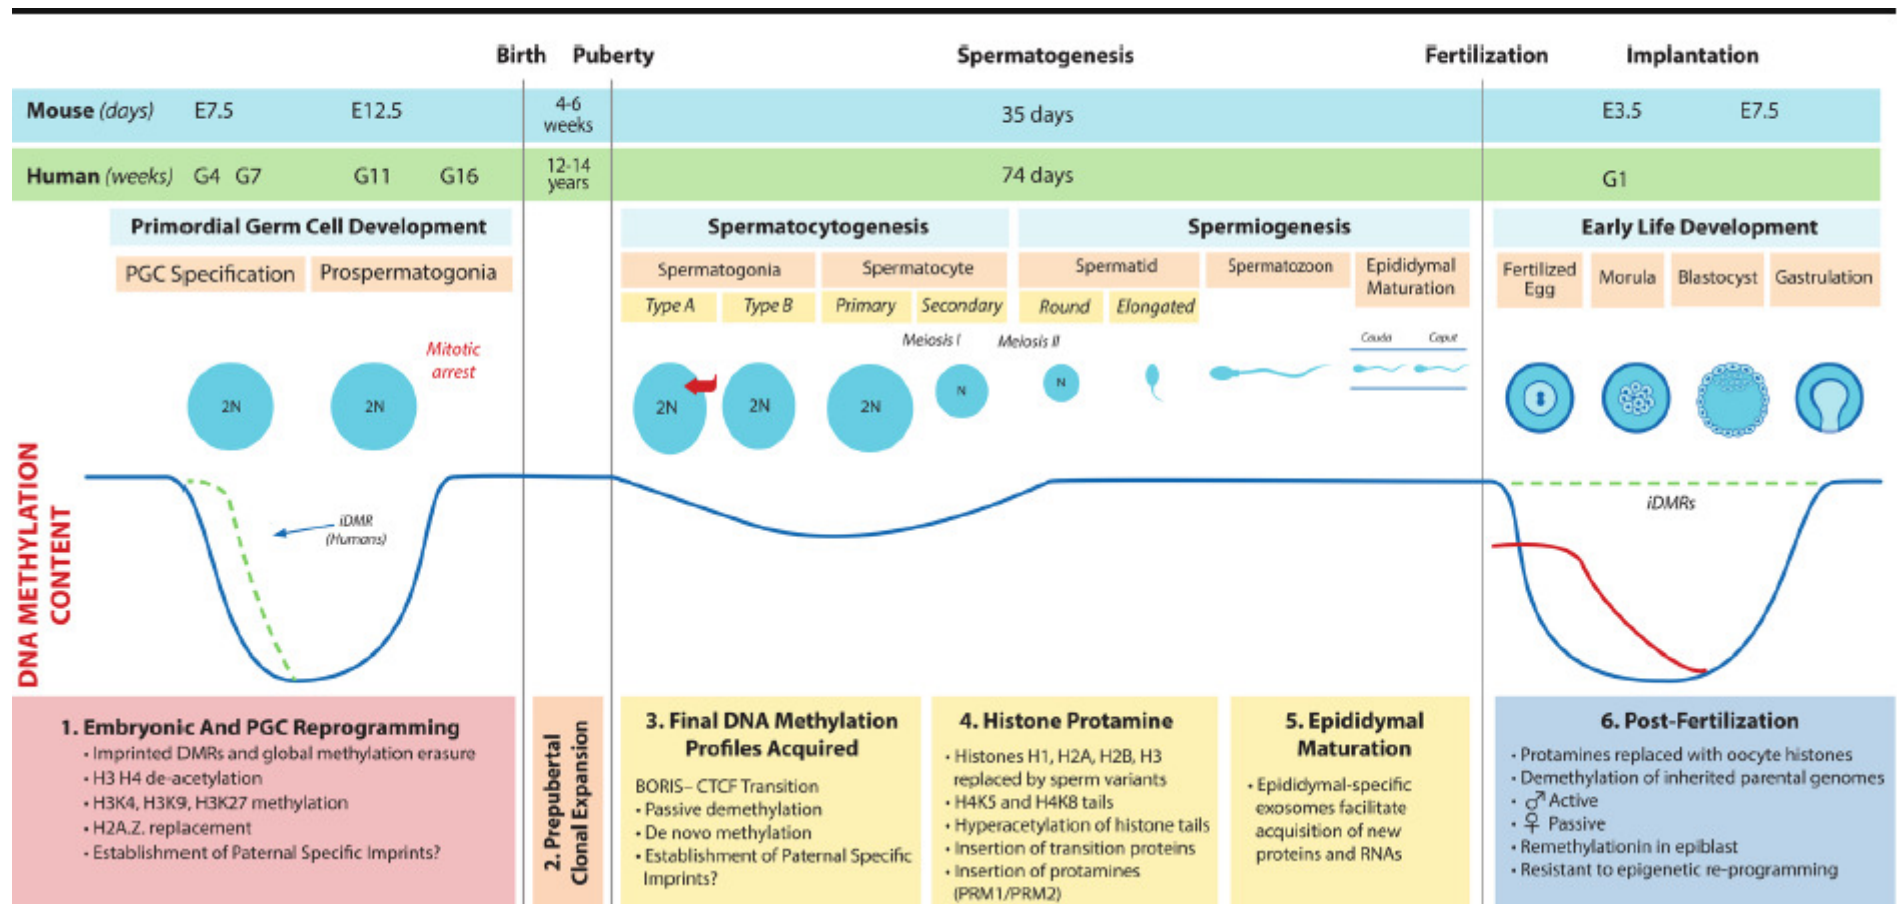 Birth Puberty Spermatogenesis Fertilization Implantation
Mouse (days) E7.5 E12.5 4-6 weeks 35 days E3.5 E7.5
Human (weeks) G4 G7 G11 G16 12-14 years 74 days G1
Primordial Germ Cell Development Spermatocytogenesis Spermiogenesis Early Life Development
PGC Specification Prospermatogonia Spermatogonia Spermatocyte Spermatid Spermatozoon Epididymal Maturation Fertilized Egg Morula Blastocyst Gastrulation
Type A Type B Primary Secondary Round Elongated
Meiosis I Meiosis II
Cauda Caput
Mitotic arrest
2N 2N 2N 2N 2N N N
DNA METHYLATION
CONTENT
iDMR
(Humans)
iDMRs
1. Embryonic And PGC Reprogramming
• Imprinted DMRs and global methylation erasure
• H3 H4 de-acetylation
• H3K4, H3K9, H3K27 methylation
• H2A.Z. replacement
• Establishment of Paternal Specific Imprints?
2. Prepubertal
Clonal Expansion
3. Final DNA Methylation
Profiles Acquired
BORIS– CTCF Transition
• Passive demethylation
• De novo methylation
• Establishment of Paternal Specific
Imprints?
4. Histone Protamine
• Histones H1, H2A, H2B, H3
replaced by sperm variants
• H4K5 and H4K8 tails
• Hyperacetylation of histone tails
• Insertion of transition proteins
• Insertion of protamines
(PRM1/PRM2)
5. Epididymal
Maturation
• Epididymal-specific
exosomes facilitate
acquisition of new
proteins and RNAs
6. Post-Fertilization
• Protamines replaced with oocyte histones
• Demethylation of inherited parental genomes
• ♂ Active
• ♀ Passive
• Remethylationin in epiblast
• Resistant to epigenetic re-programming